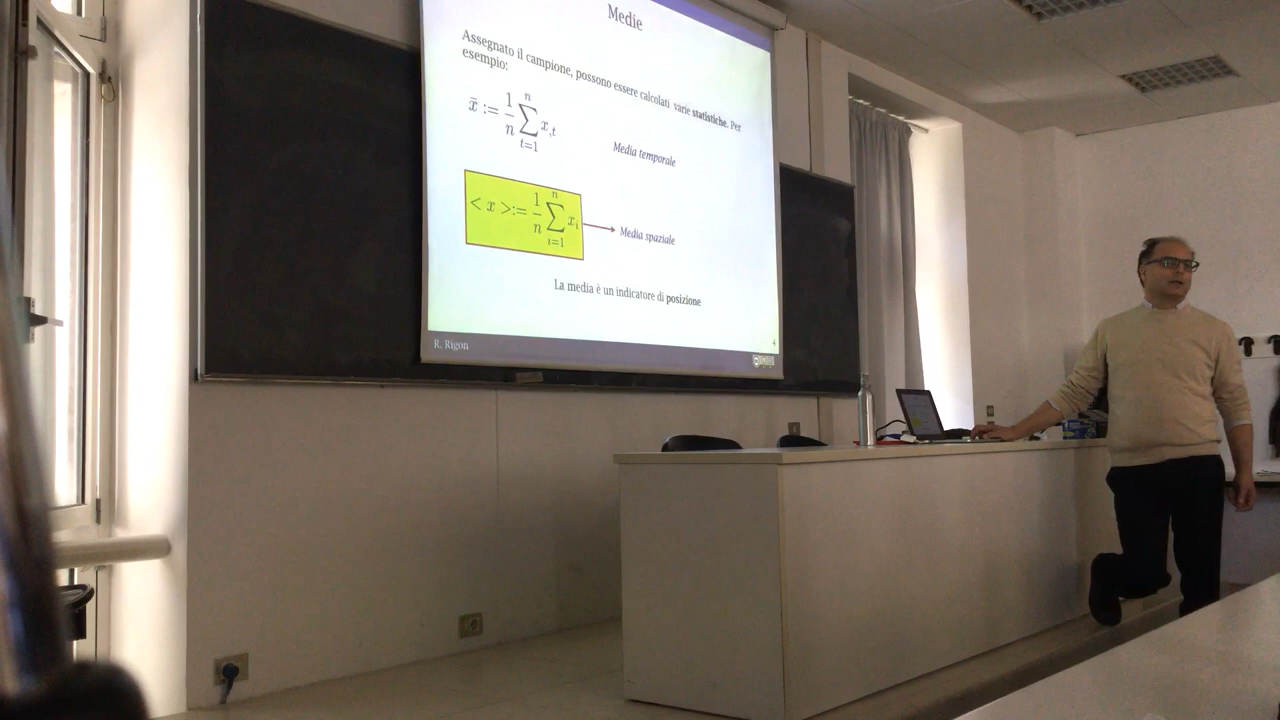 Medie
Assegnato il campione, possono essere calcolati varie statistiche. Per
esempio:
x̄ := 1/n ∑_{t=1}^{n} x_{,t}
Media temporale
< x >:= 1/n ∑_{i=1}^{n} x_i
Media spaziale
La media è un indicatore di posizione
R. Rigon
4